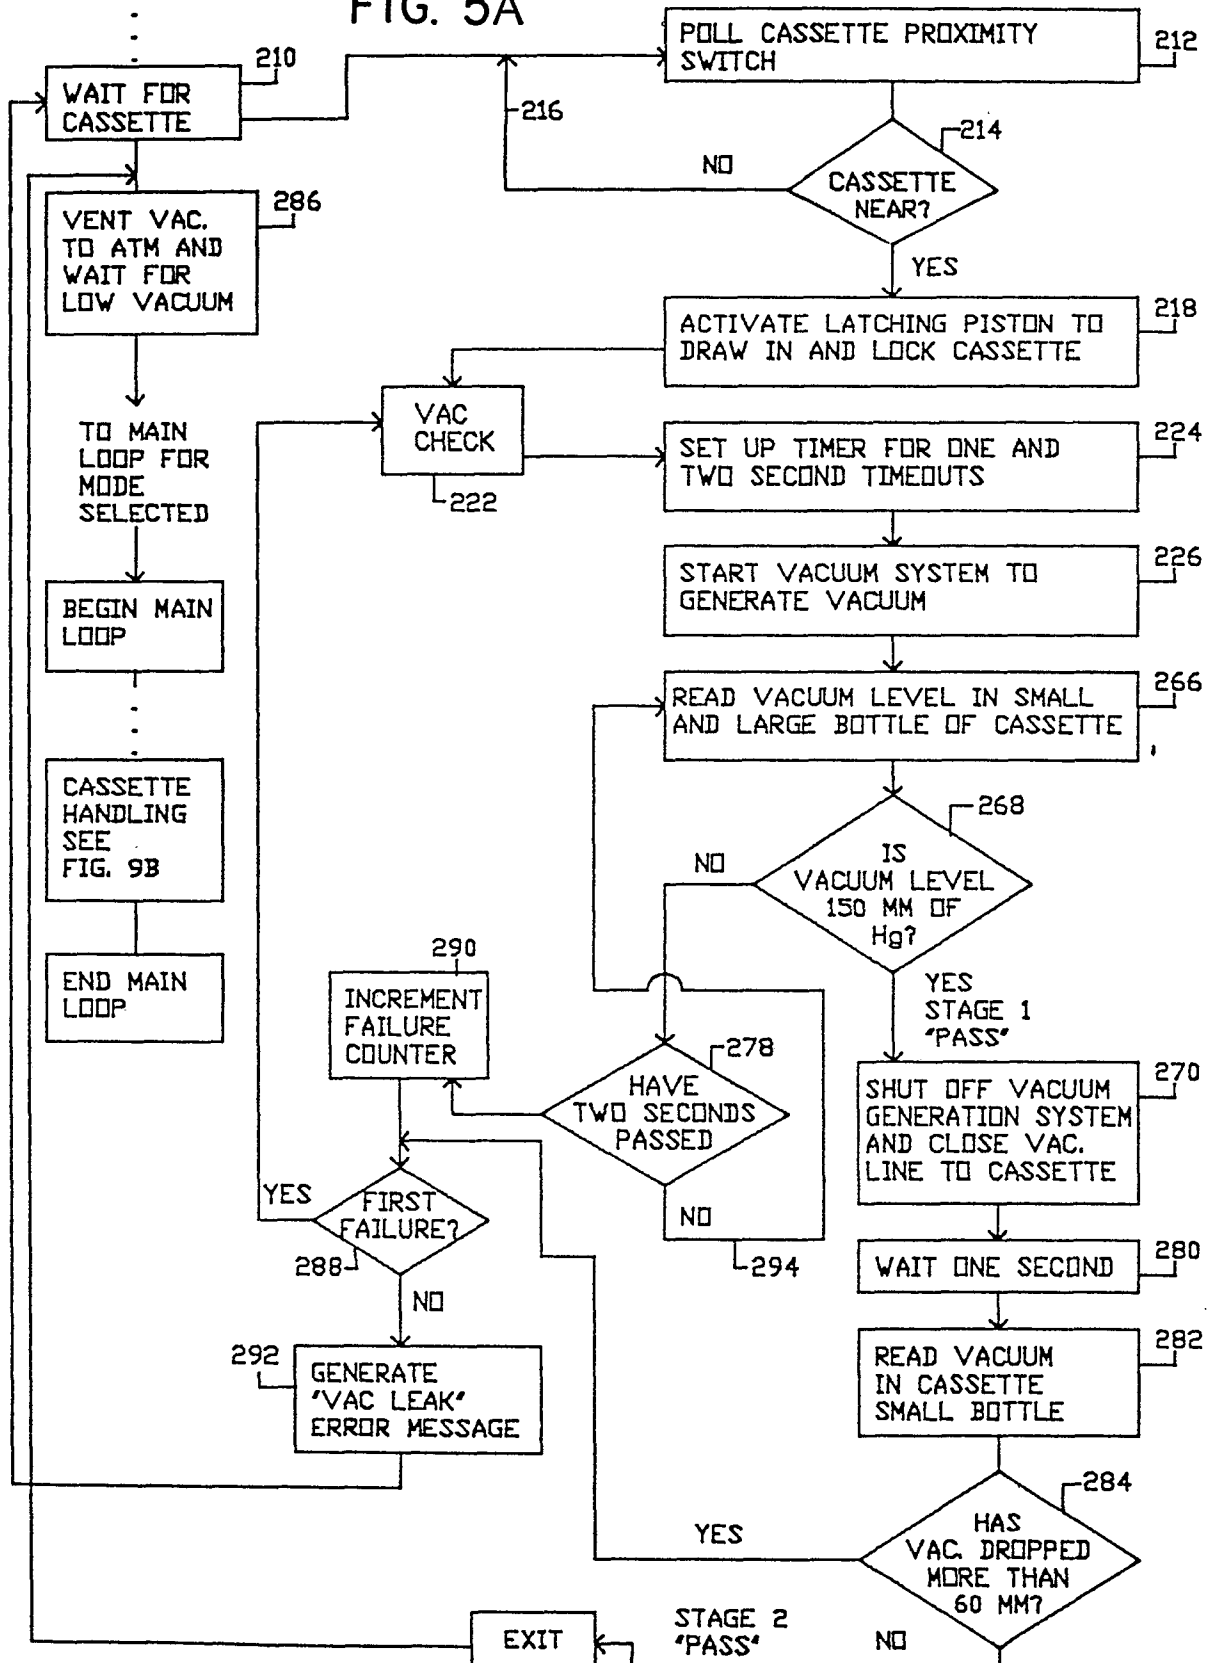 FIG. 5A
210
WAIT FOR
CASSETTE
POLL CASSETTE PROXIMITY
SWITCH
212
216
214
NO
CASSETTE
NEAR?
YES
VENT VAC.
TO ATM AND
WAIT FOR
LOW VACUUM
286
ACTIVATE LATCHING PISTON TO
DRAW IN AND LOCK CASSETTE
218
VAC
CHECK
222
SET UP TIMER FOR ONE AND
TWO SECOND TIMEOUTS
224
TO MAIN
LOOP FOR
MODE
SELECTED
START VACUUM SYSTEM TO
GENERATE VACUUM
226
BEGIN MAIN
LOOP
READ VACUUM LEVEL IN SMALL
AND LARGE BOTTLE OF CASSETTE
266
CASSETTE
HANDLING
SEE
FIG. 9B
268
NO
IS
VACUUM LEVEL
150 MM OF
Hg?
END MAIN
LOOP
290
INCREMENT
FAILURE
COUNTER
YES
STAGE 1
"PASS"
278
HAVE
TWO SECONDS
PASSED
SHUT OFF VACUUM
GENERATION SYSTEM
AND CLOSE VAC.
LINE TO CASSETTE
270
YES
FIRST
FAILURE?
288
NO
294
WAIT ONE SECOND
280
NO
292
GENERATE
"VAC LEAK"
ERROR MESSAGE
READ VACUUM
IN CASSETTE
SMALL BOTTLE
282
284
YES
HAS
VAC. DROPPED
MORE THAN
60 MM?
EXIT
STAGE 2
"PASS"
NO